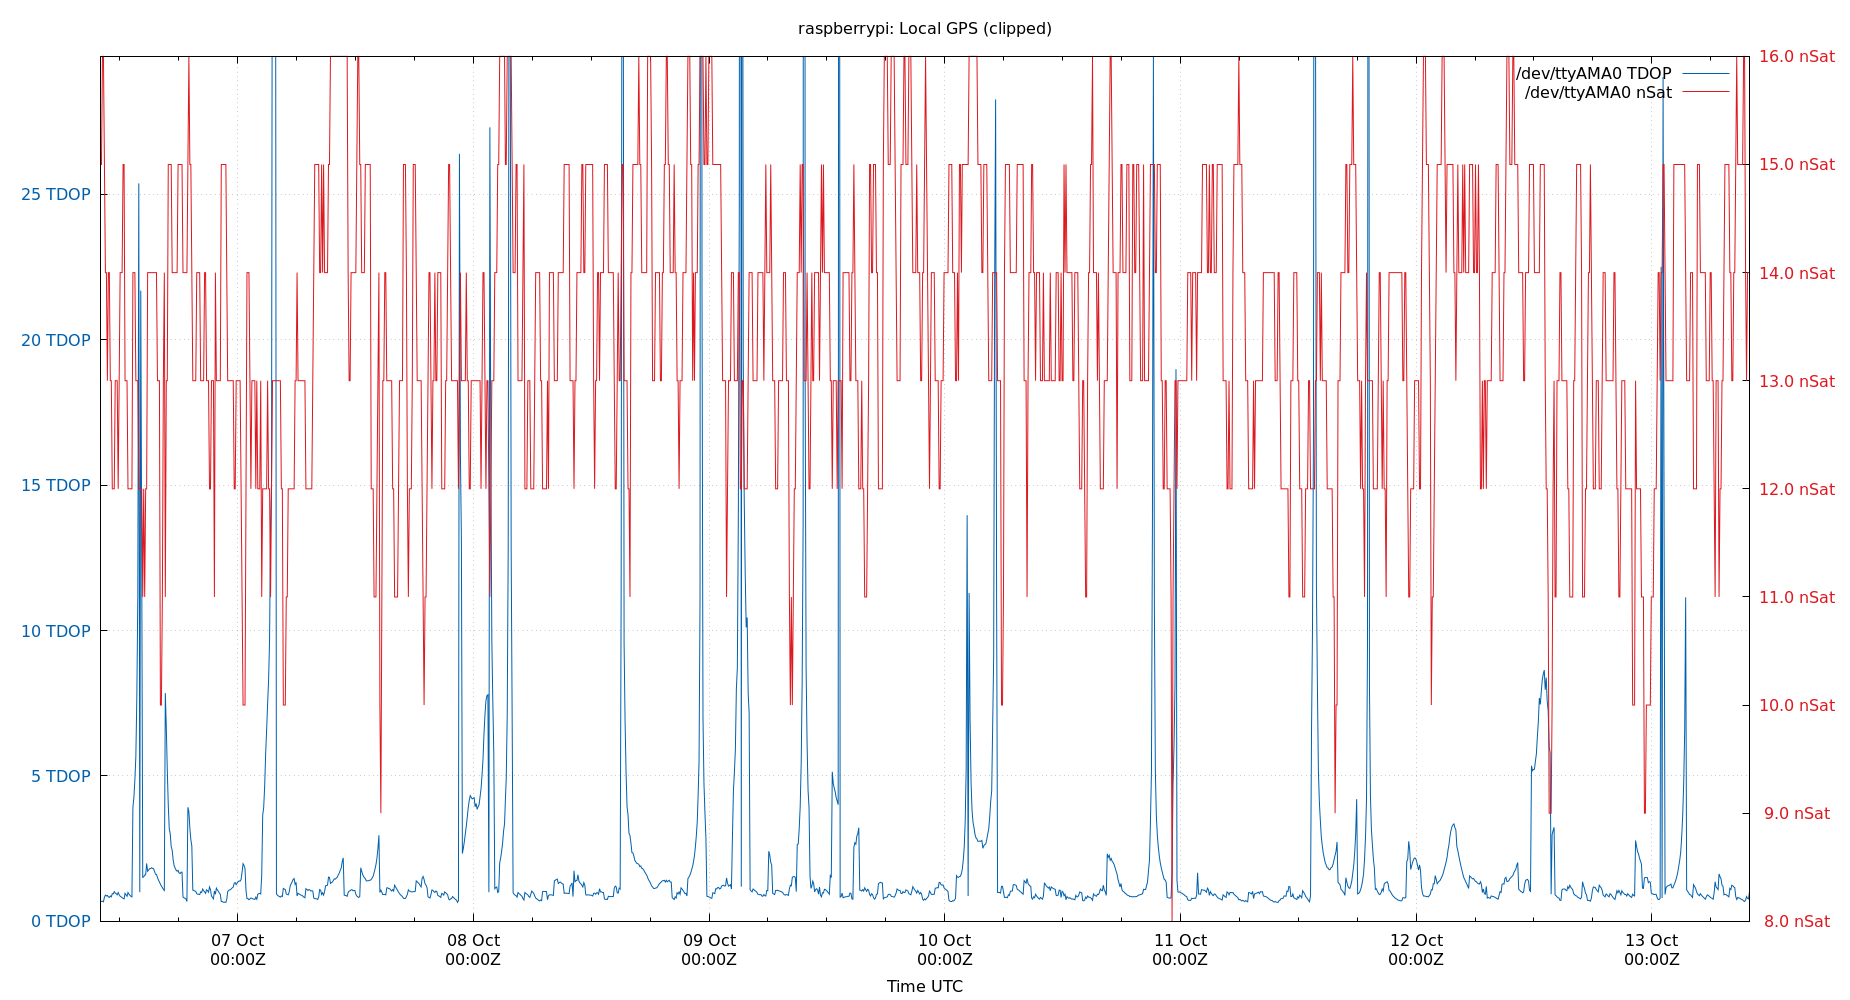 raspberrypi: Local GPS (clipped)
16.0 nSat
/dev/ttyAMA0 TDOP
/dev/ttyAMA0 nSat
15.0 nSat
25 TDOP
14.0 nSat
20 TDOP
13.0 nSat
15 TDOP
12.0 nSat
11.0 nSat
10 TDOP
10.0 nSat
5 TDOP
9.0 nSat
0 TDOP
8.0 nSat
07 Oct 08 Oct 09 Oct 10 Oct 11 Oct 12 Oct 13 Oct
00:00Z 00:00Z 00:00Z 00:00Z 00:00Z 00:00Z 00:00Z
Time UTC